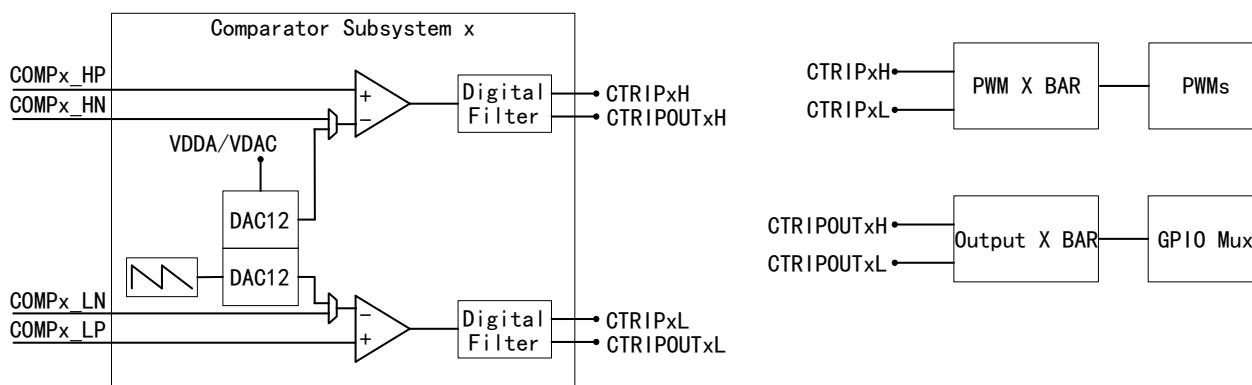 Comparator Subsystem x
COMPx_HP
COMPx_HN
VDDA/VDAC
DAC12
DAC12
COMPx_LN
COMPx_LP
+
−
−
+
Digital
Filter
CTRIPxH
CTRIPOUTxH
Digital
Filter
CTRIPxL
CTRIPOUTxL
CTRIPxH
CTRIPxL
PWM X BAR
PWMs
CTRIPOUTxH
CTRIPOUTxL
Output X BAR
GPIO Mux